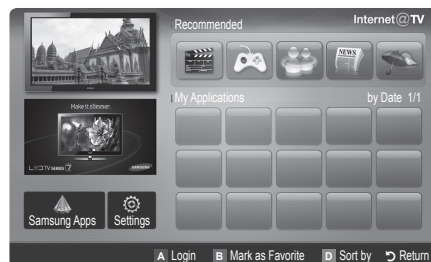 Internet@TV
Recommended
NEWS
My Applications
by Date 1/1
Make it slimmer.
LED TV SERIES 7
SAMSUNG
Samsung Apps
Settings
A Login B Mark as Favorite D Sort by Return